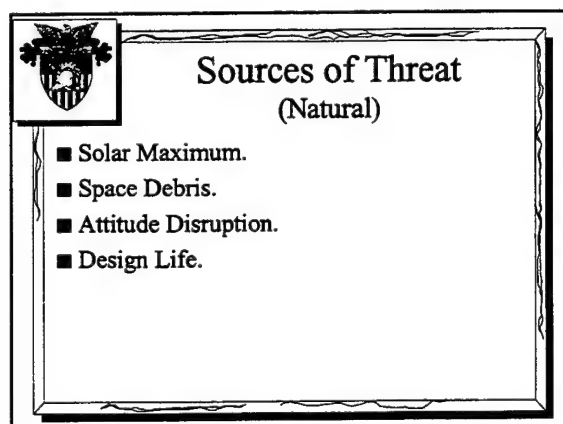 Sources of Threat
(Natural)
■ Solar Maximum.
■ Space Debris.
■ Attitude Disruption.
■ Design Life.